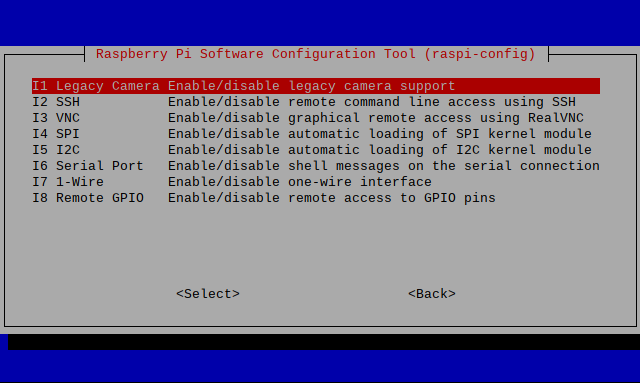 Raspberry Pi Software Configuration Tool (raspi-config)
I1 Legacy Camera Enable/disable legacy camera support
I2 SSH Enable/disable remote command line access using SSH
I3 VNC Enable/disable graphical remote access using RealVNC
I4 SPI Enable/disable automatic loading of SPI kernel module
I5 I2C Enable/disable automatic loading of I2C kernel module
I6 Serial Port Enable/disable shell messages on the serial connection
I7 1-Wire Enable/disable one-wire interface
I8 Remote GPIO Enable/disable remote access to GPIO pins
<Select> <Back>